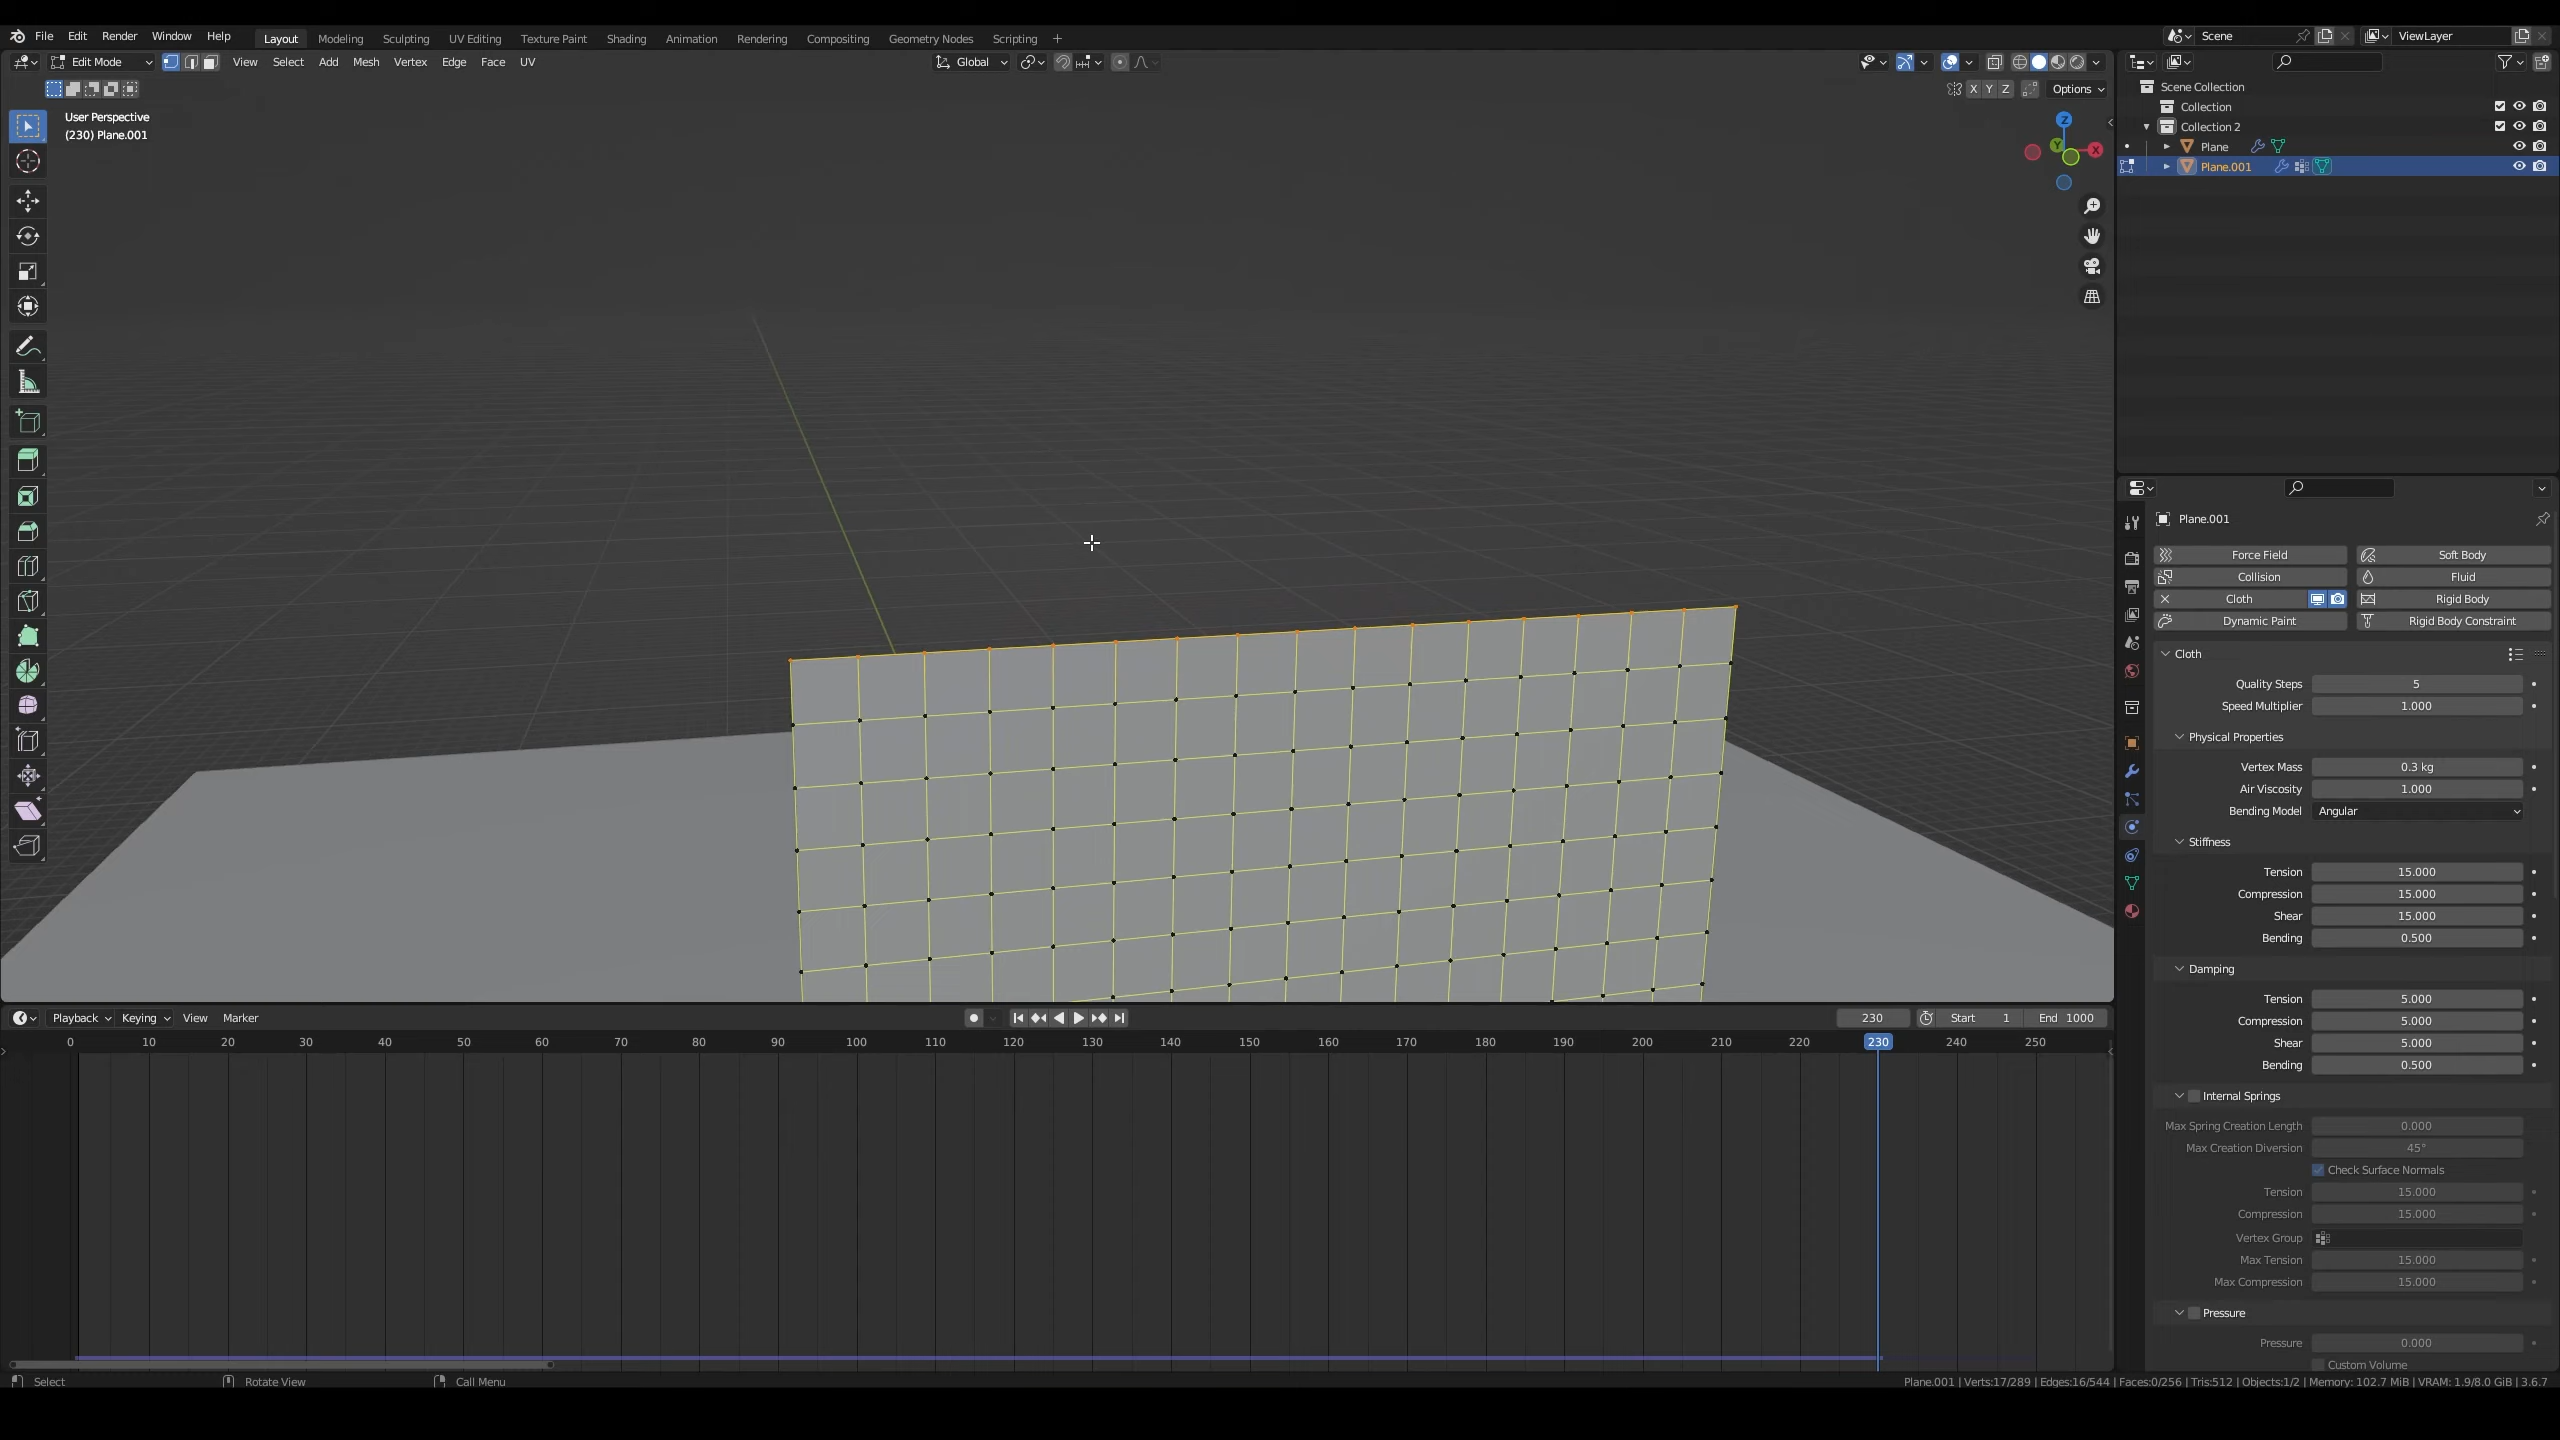 File Edit Render Window Help Layout Modeling Sculpting UV Editing Texture Paint Shading Animation Rendering Compositing Geometry Nodes Scripting + Scene ViewLayer
Edit Mode View Select Add Mesh Vertex Edge Face UV Global
X Y Z Options
User Perspective
(230) Plane.001
Z
Y
X
Scene Collection
Collection
Collection 2
Plane
Plane.001
Plane.001
Force Field Soft Body
Collision Fluid
Cloth Rigid Body
Dynamic Paint Rigid Body Constraint
Cloth
Quality Steps 5
Speed Multiplier 1.000
Physical Properties
Vertex Mass 0.3 kg
Air Viscosity 1.000
Bending Model Angular
Stiffness
Tension 15.000
Compression 15.000
Shear 15.000
Bending 0.500
Damping
Tension 5.000
Compression 5.000
Shear 5.000
Bending 0.500
Internal Springs
Max Spring Creation Length 0.000
Max Creation Diversion 45°
Check Surface Normals
Tension 15.000
Compression 15.000
Vertex Group
Max Tension 15.000
Max Compression 15.000
Pressure
Pressure 0.000
Custom Volume
Playback Keying View Marker 230 Start 1 End 1000
0 10 20 30 40 50 60 70 80 90 100 110 120 130 140 150 160 170 180 190 200 210 220 230 240 250
Select Rotate View Call Menu Plane.001 | Verts:17/289 | Edges:16/544 | Faces:0/256 | Tris:512 | Objects:1/2 | Memory: 102.7 MiB | VRAM: 1.9/8.0 GiB | 3.6.7